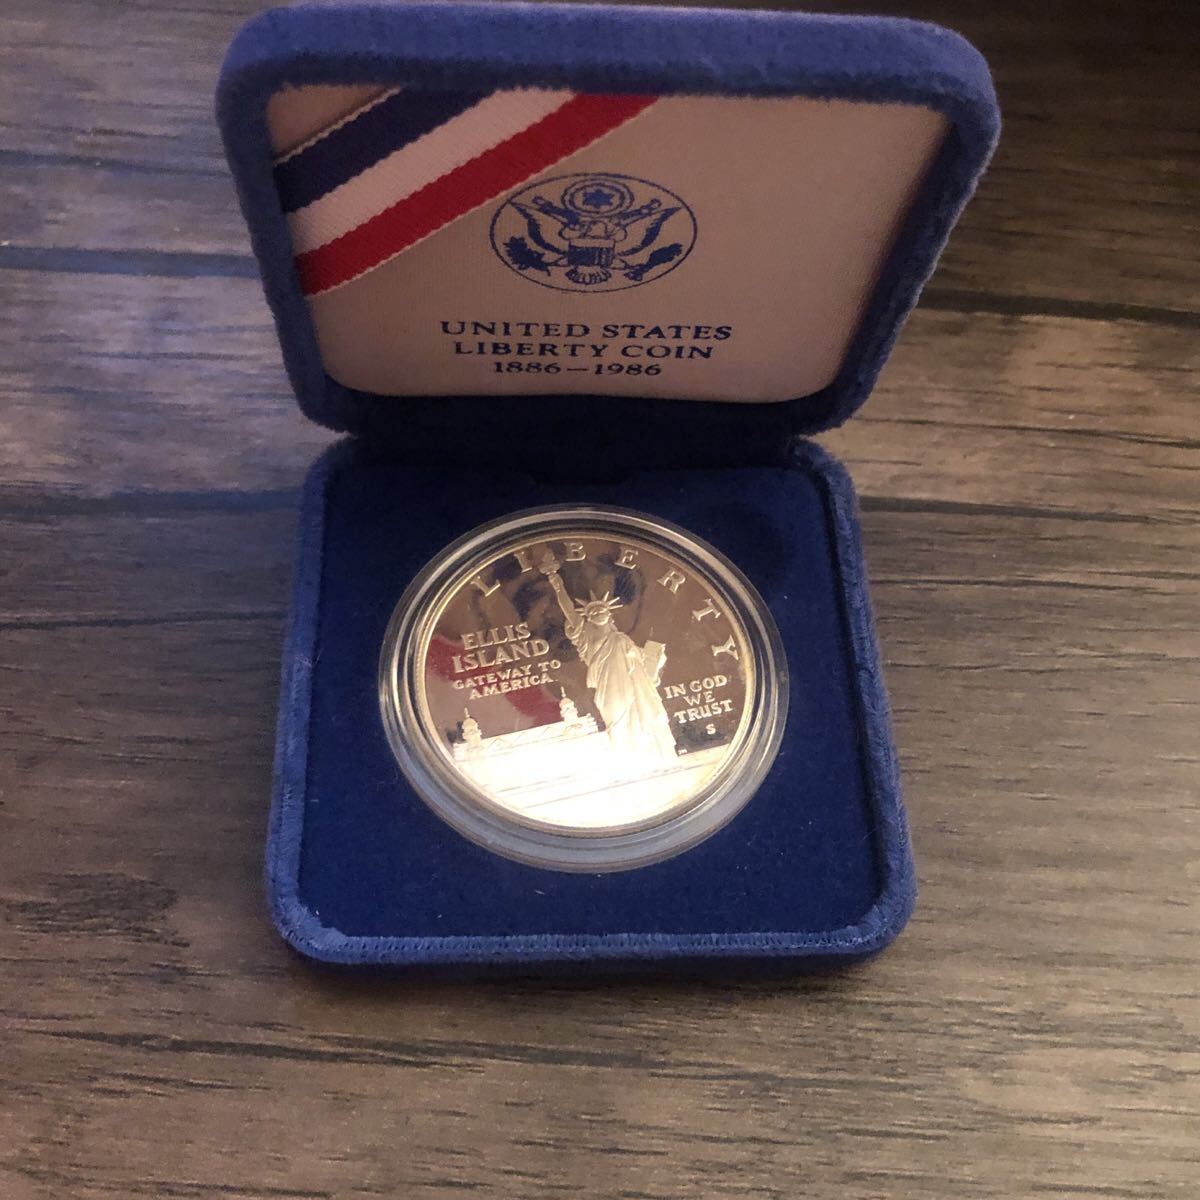 UNITED STATES
LIBERTY COIN
1886-1986
LIBERTY
ELLIS
ISLAND
GATEWAY TO
AMERICA
IN GOD
WE
TRUST
S